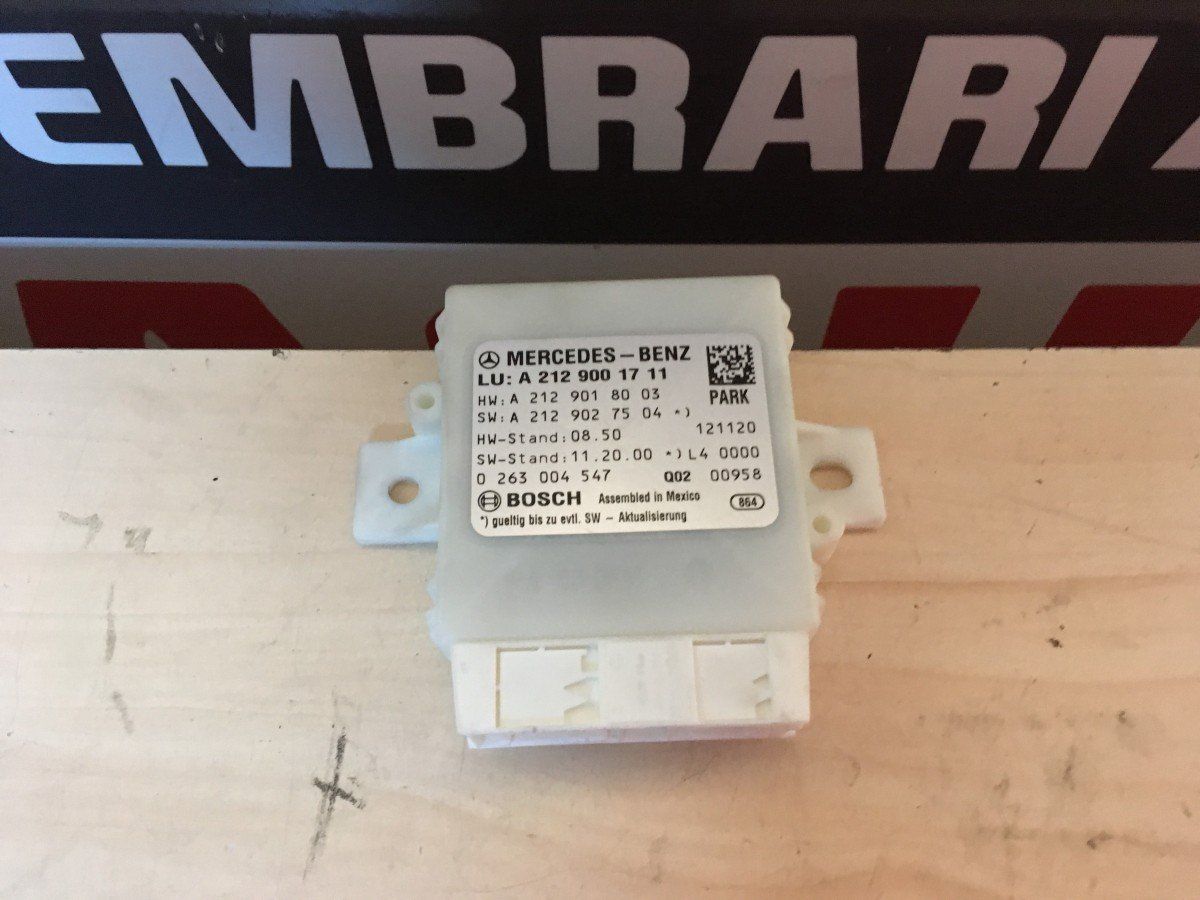 EMBRARI
MERCEDES-BENZ
LU: A 212 900 17 11
HW: A 212 901 80 03
PARK
SW: A 212 902 75 04 *)
HW-Stand: 08.50 121120
SW-Stand: 11.20.00 *) L4 0000
0 263 004 547 Q02 00958
BOSCH Assembled in Mexico 864
*) gueltig bis zu evtl. SW - Aktualisierung